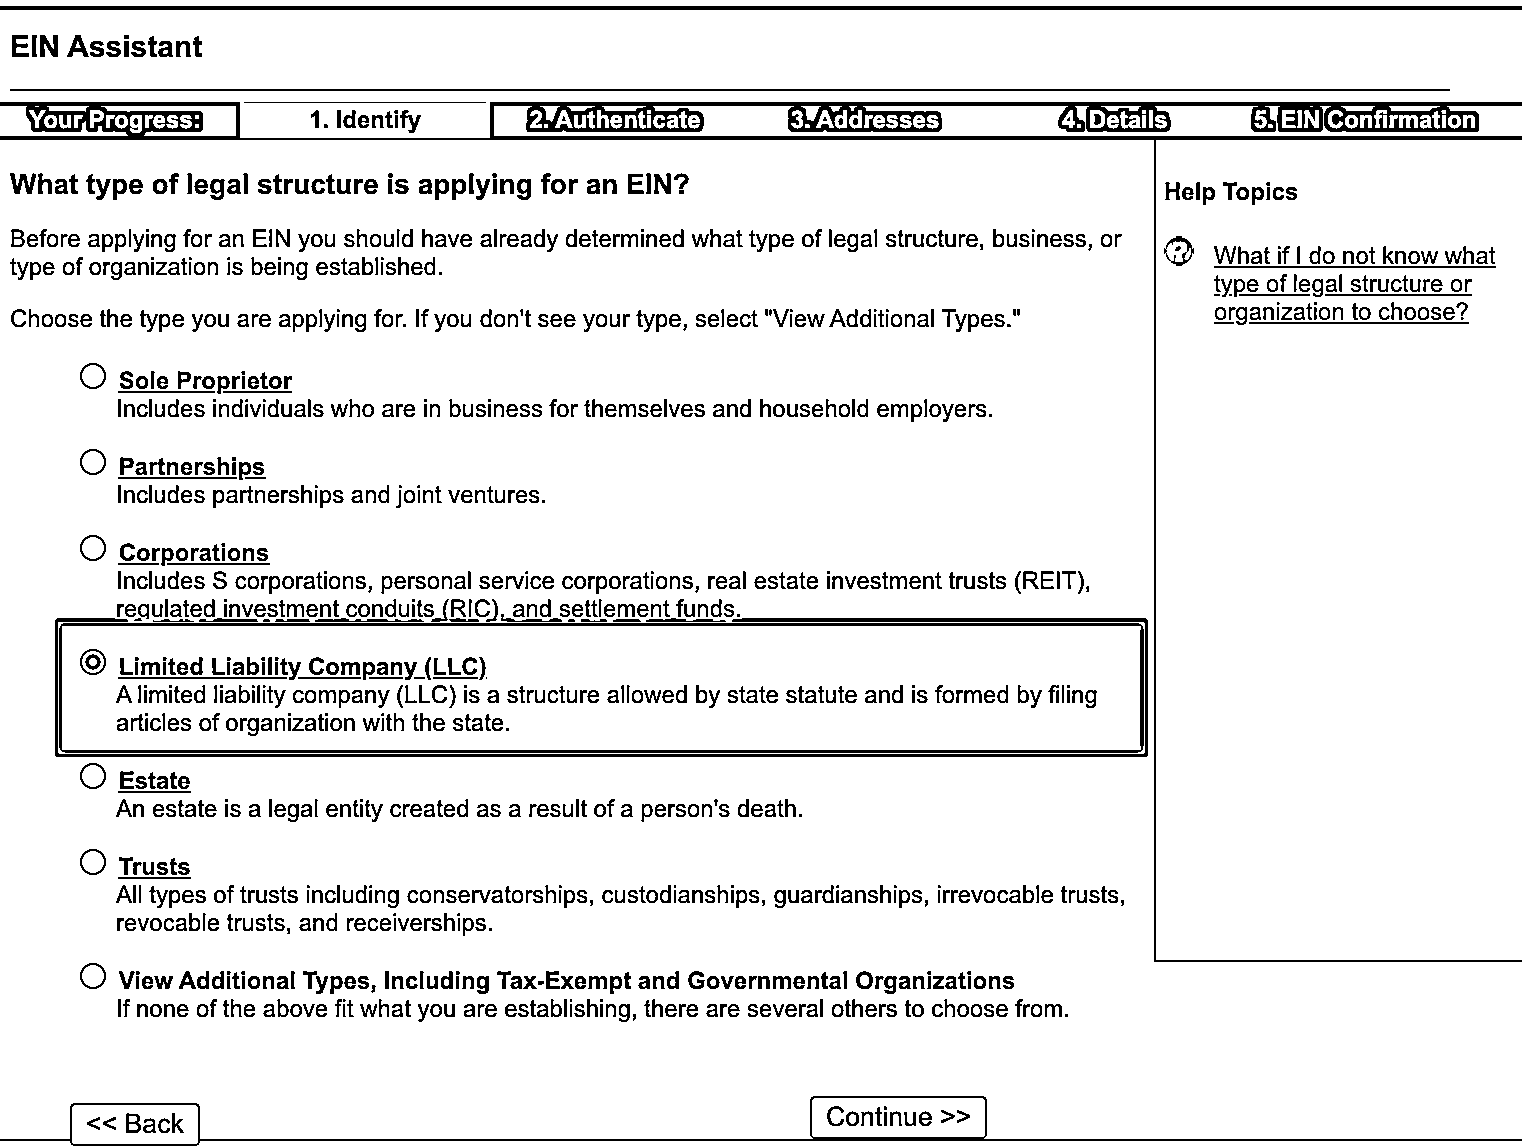 EIN Assistant
Your Progress: 1. Identify 2. Authenticate 3. Addresses 4. Details 5. EIN Confirmation
What type of legal structure is applying for an EIN?
Before applying for an EIN you should have already determined what type of legal structure, business, or
type of organization is being established.
Choose the type you are applying for. If you don't see your type, select "View Additional Types."
Sole Proprietor
Includes individuals who are in business for themselves and household employers.
Partnerships
Includes partnerships and joint ventures.
Corporations
Includes S corporations, personal service corporations, real estate investment trusts (REIT),
regulated investment conduits (RIC), and settlement funds.
Limited Liability Company (LLC)
A limited liability company (LLC) is a structure allowed by state statute and is formed by filing
articles of organization with the state.
Estate
An estate is a legal entity created as a result of a person's death.
Trusts
All types of trusts including conservatorships, custodianships, guardianships, irrevocable trusts,
revocable trusts, and receiverships.
View Additional Types, Including Tax-Exempt and Governmental Organizations
If none of the above fit what you are establishing, there are several others to choose from.
Help Topics
?
What if I do not know what
type of legal structure or
organization to choose?
<< Back
Continue >>